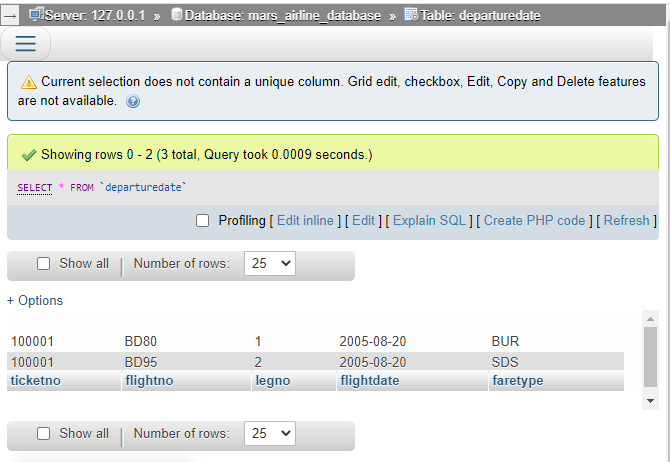 Server: 127.0.0.1 » Database: mars_airline_database » Table: departuredate
Current selection does not contain a unique column. Grid edit, checkbox, Edit, Copy and Delete features
are not available.
Showing rows 0 - 2 (3 total, Query took 0.0009 seconds.)
SELECT * FROM `departuredate`
Profiling [ Edit inline ] [ Edit ] [ Explain SQL ] [ Create PHP code ] [ Refresh ]
Show all | Number of rows: 25
+ Options
100001 BD80 1 2005-08-20 BUR
100001 BD95 2 2005-08-20 SDS
ticketno flightno legno flightdate faretype
Show all | Number of rows: 25